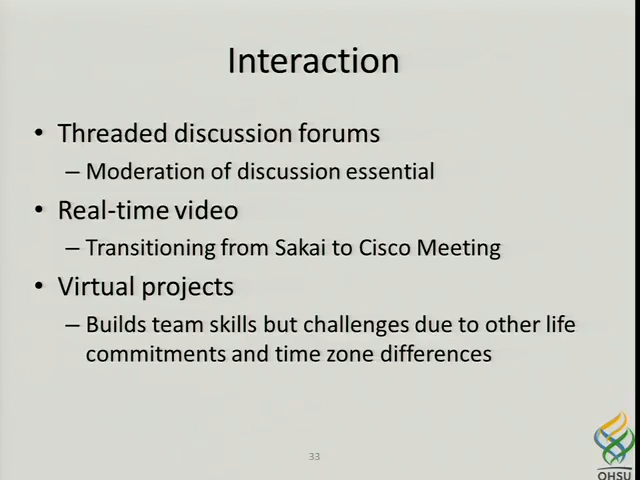 Interaction
• Threaded discussion forums
– Moderation of discussion essential
• Real-time video
– Transitioning from Sakai to Cisco Meeting
• Virtual projects
– Builds team skills but challenges due to other life
commitments and time zone differences
33
OHSU